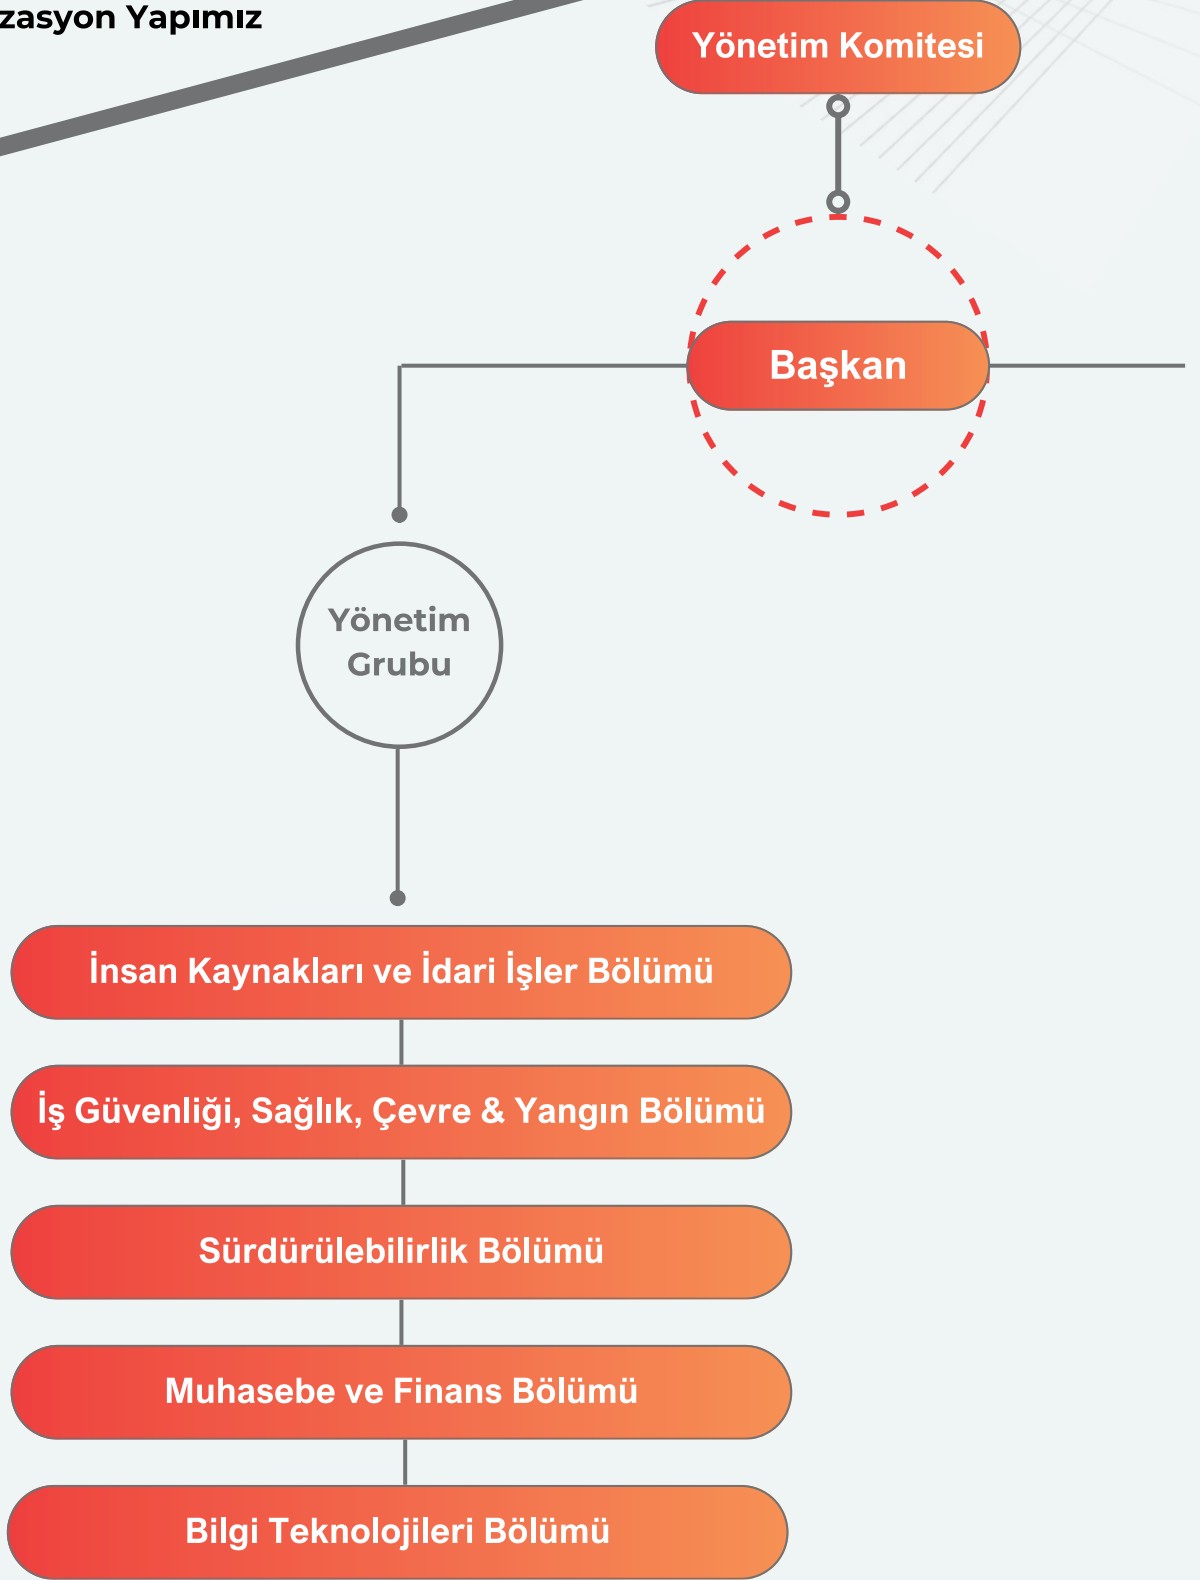 zasyon Yapımız
Yönetim Komitesi
Başkan
Yönetim
Grubu
İnsan Kaynakları ve İdari İşler Bölümü
İş Güvenliği, Sağlık, Çevre & Yangın Bölümü
Sürdürülebilirlik Bölümü
Muhasebe ve Finans Bölümü
Bilgi Teknolojileri Bölümü